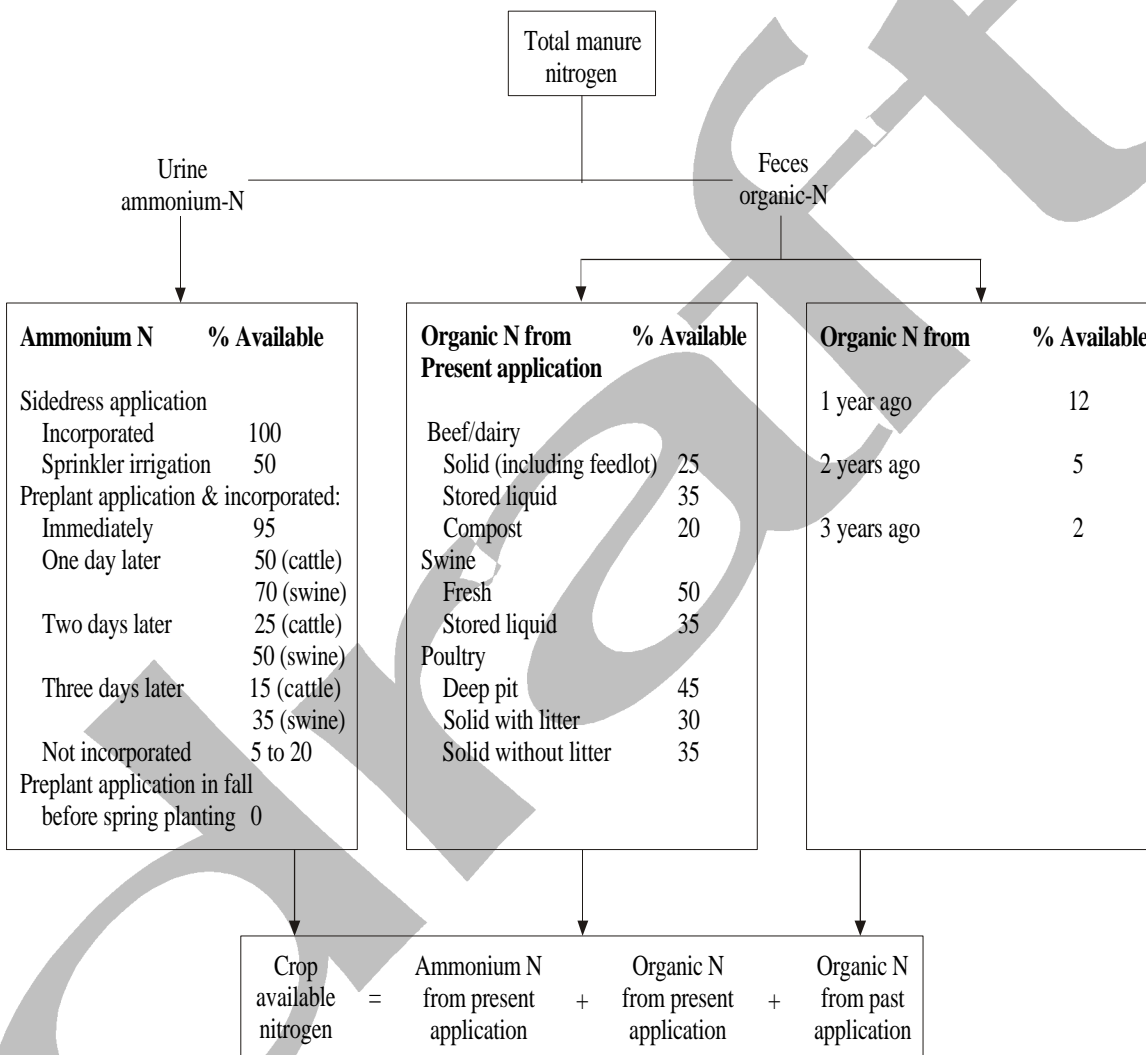 Total manure
nitrogen
Urine
ammonium-N
Feces
organic-N
Ammonium N % Available
Sidedress application
Incorporated 100
Sprinkler irrigation 50
Preplant application & incorporated:
Immediately 95
One day later 50 (cattle)
70 (swine)
Two days later 25 (cattle)
50 (swine)
Three days later 15 (cattle)
35 (swine)
Not incorporated 5 to 20
Preplant application in fall
before spring planting 0
Organic N from % Available
Present application
Beef/dairy
Solid (including feedlot) 25
Stored liquid 35
Compost 20
Swine
Fresh 50
Stored liquid 35
Poultry
Deep pit 45
Solid with litter 30
Solid without litter 35
Organic N from % Available
1 year ago 12
2 years ago 5
3 years ago 2
Crop
available
nitrogen
=
Ammonium N
from present
application
+
Organic N
from present
application
+
Organic N
from past
application
draft